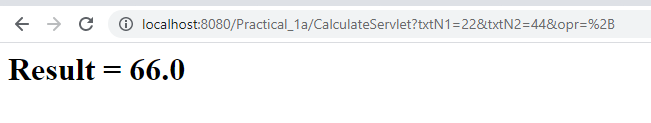 localhost:8080/Practical_1a/CalculateServlet?txtN1=22&txtN2=44&opr=%2B
Result = 66.0